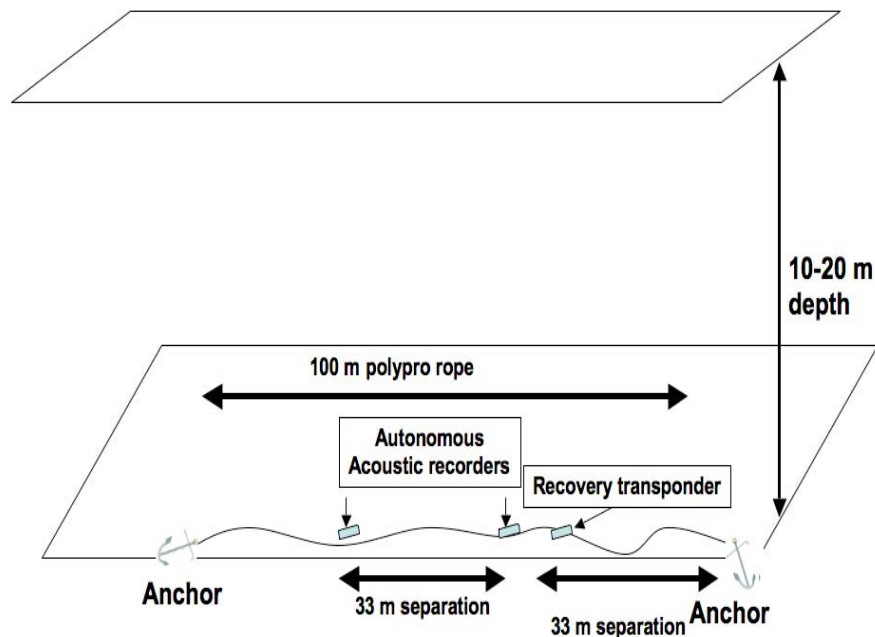 10-20 m
depth
100 m polypro rope
Autonomous
Acoustic recorders
Recovery transponder
Anchor
33 m separation
33 m separation
Anchor